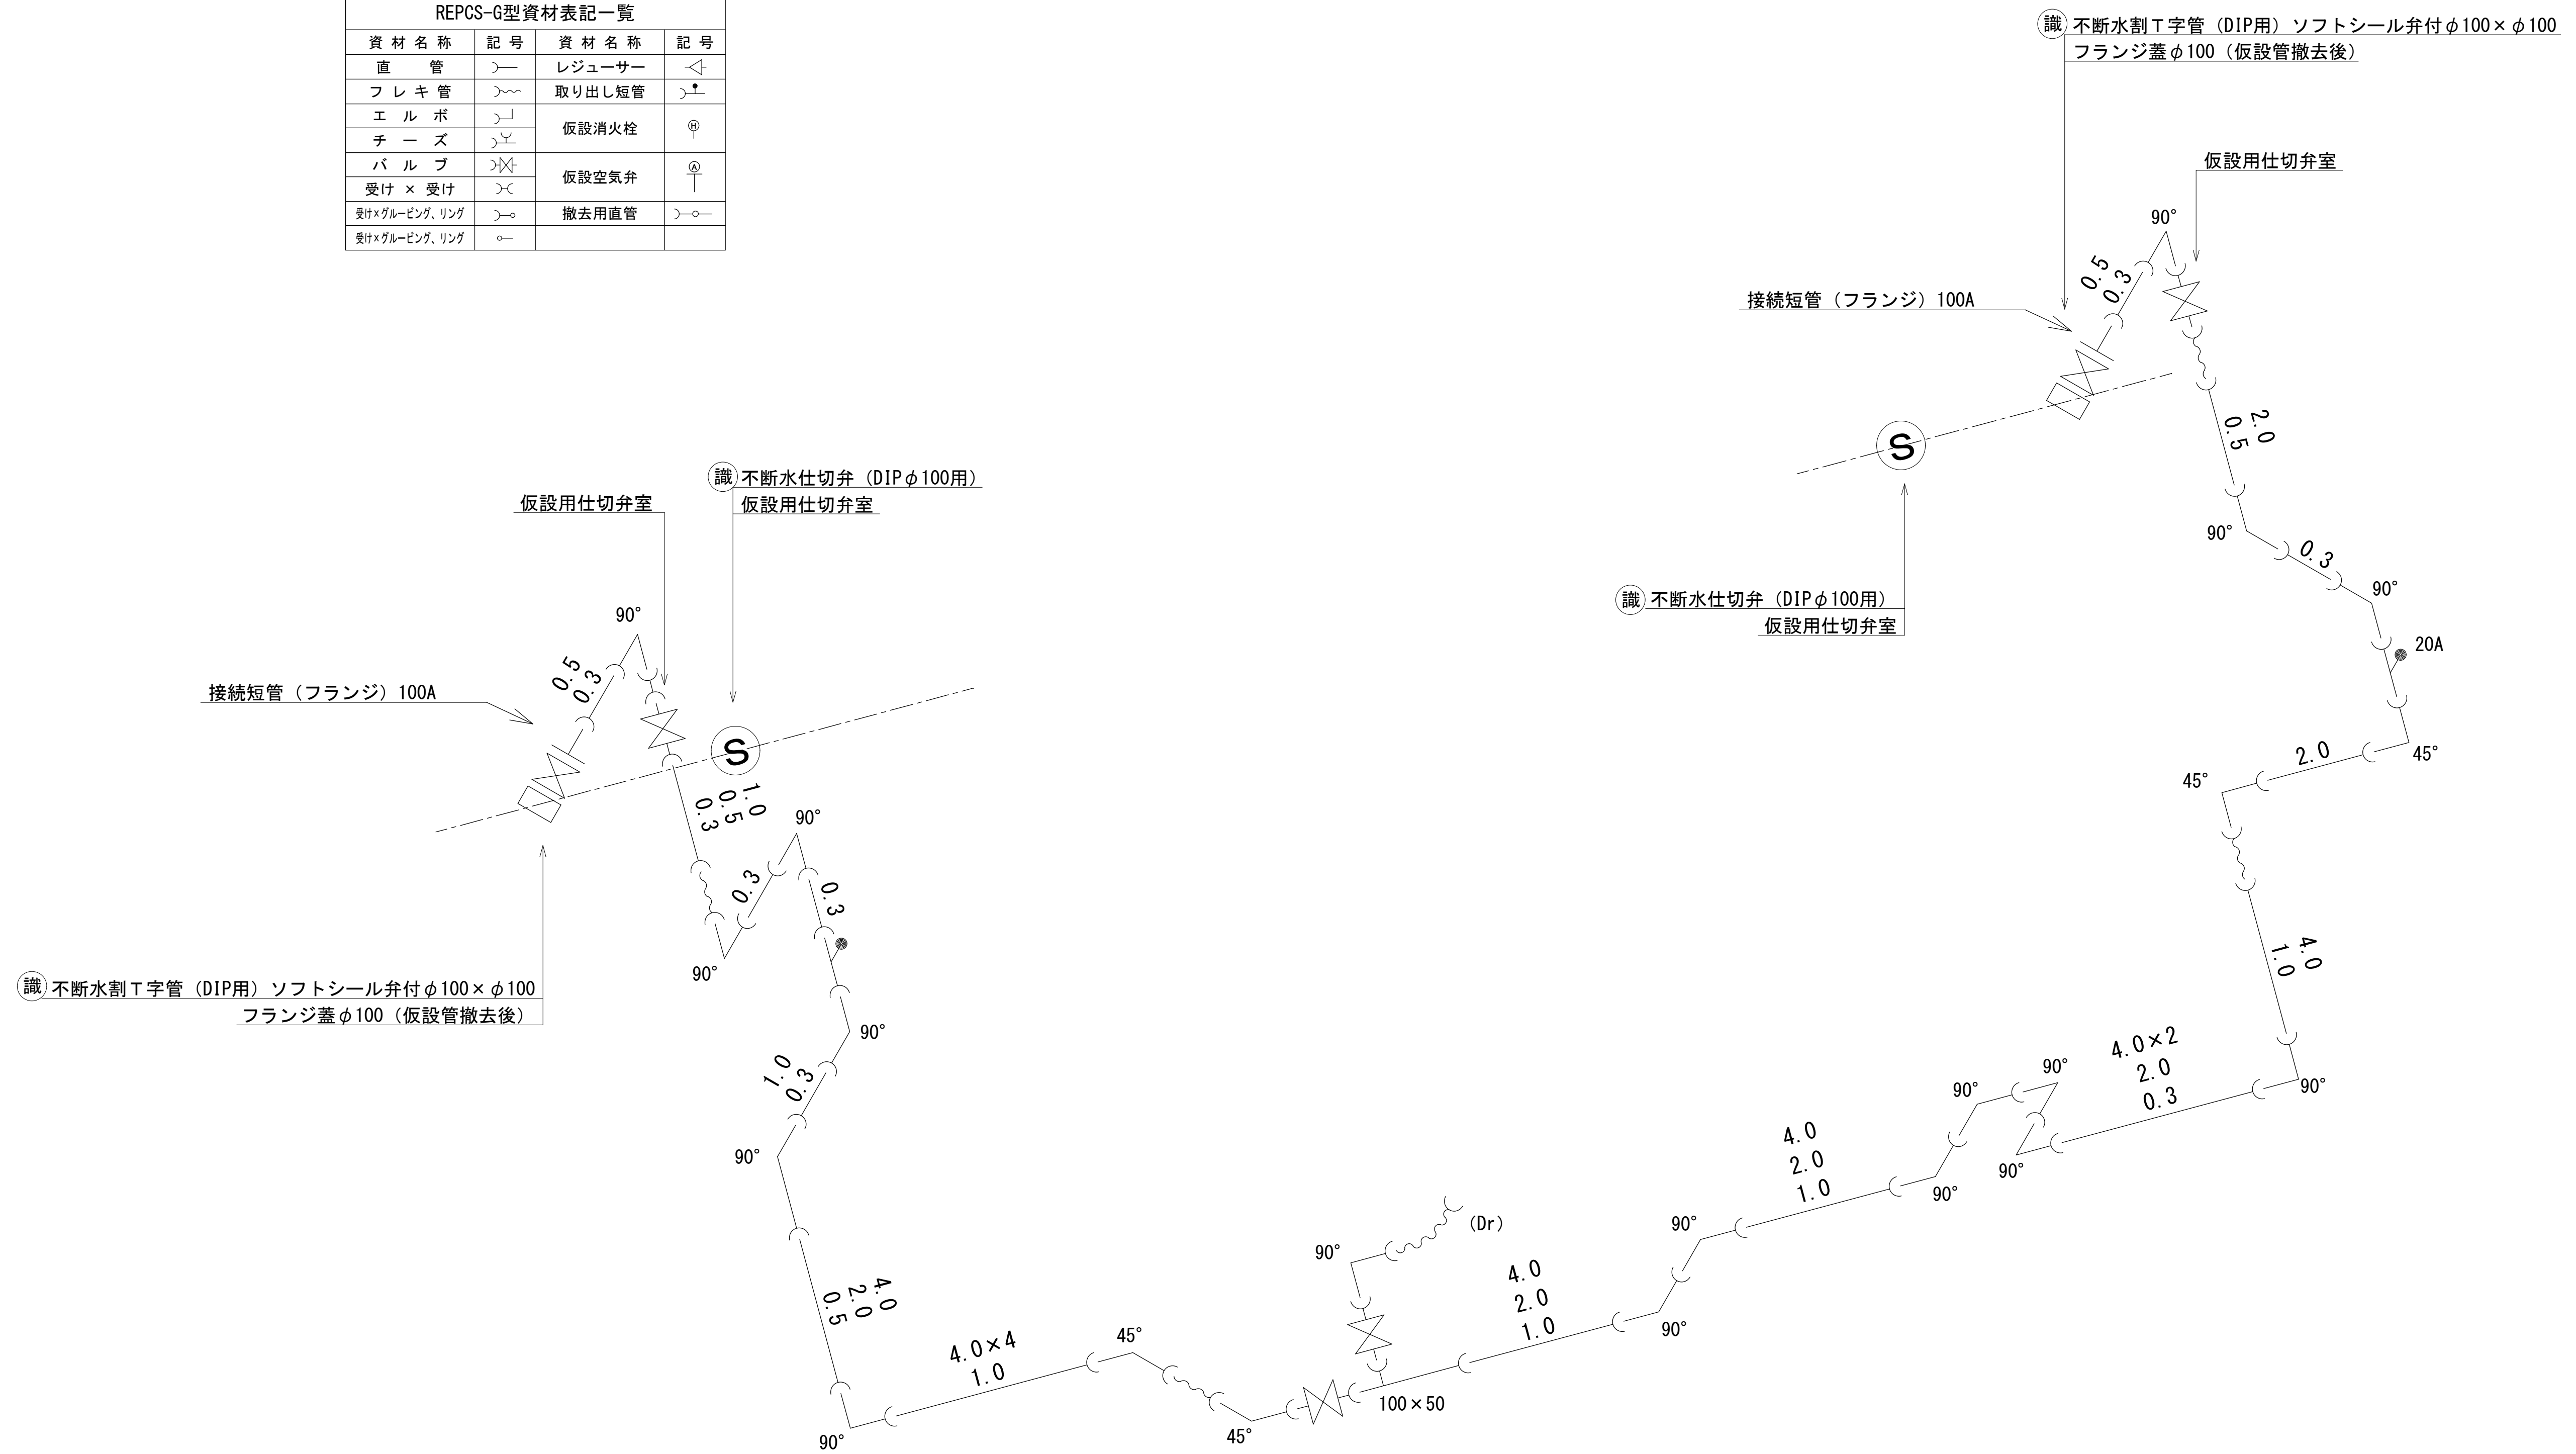 REPCS-G型資材表記一覧
資 材 名 称 記 号 資 材 名 称 記 号
直 管 レジューサー
フ レ キ 管 取り出し短管
エ ル ボ 仮設消火栓 H
チ ー ズ
バ ル ブ 仮設空気弁 A
受け × 受け
受け×グルービング、リング 撤去用直管
受け×グルービング、リング
識 不断水割T字管（DIP用）ソフトシール弁付φ100×φ100
フランジ蓋φ100（仮設管撤去後）
仮設用仕切弁室
90°
0.5
0.3
接続短管（フランジ）100A
S
2.0
0.5
90°
0.3
90°
識 不断水仕切弁（DIPφ100用）
仮設用仕切弁室
20A
45°
2.0
45°
4.0
1.0
90°
4.0×2
2.0
0.3
90°
90°
90°
90°
4.0
2.0
1.0
90°
90°
4.0
2.0
1.0
(Dr)
90°
100×50
45°
45°
4.0×4
1.0
90°
4.0
2.0
0.5
90°
1.0
0.3
90°
0.3
90°
0.3
90°
1.0
0.5
0.3
識 不断水仕切弁（DIPφ100用）
仮設用仕切弁室
仮設用仕切弁室
S
90°
0.5
0.3
接続短管（フランジ）100A
識 不断水割T字管（DIP用）ソフトシール弁付φ100×φ100
フランジ蓋φ100（仮設管撤去後）